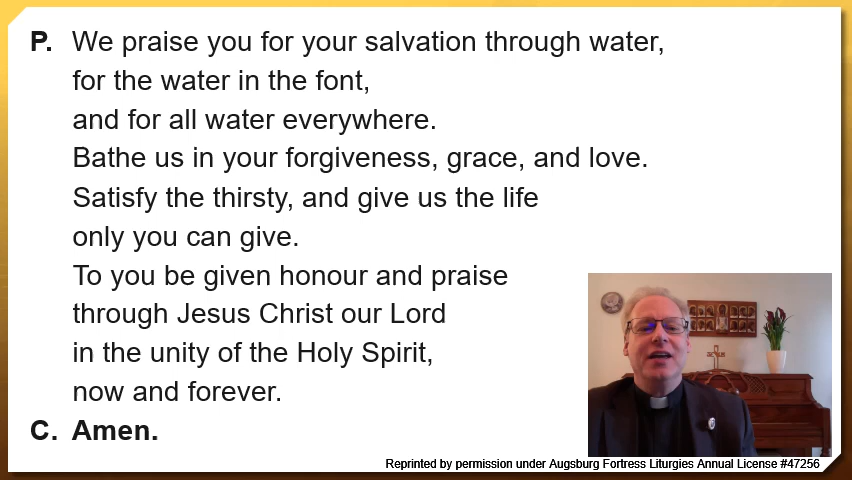 P. We praise you for your salvation through water,
for the water in the font,
and for all water everywhere.
Bathe us in your forgiveness, grace, and love.
Satisfy the thirsty, and give us the life
only you can give.
To you be given honour and praise
through Jesus Christ our Lord
in the unity of the Holy Spirit,
now and forever.
C. Amen.
Reprinted by permission under Augsburg Fortress Liturgies Annual License #47256